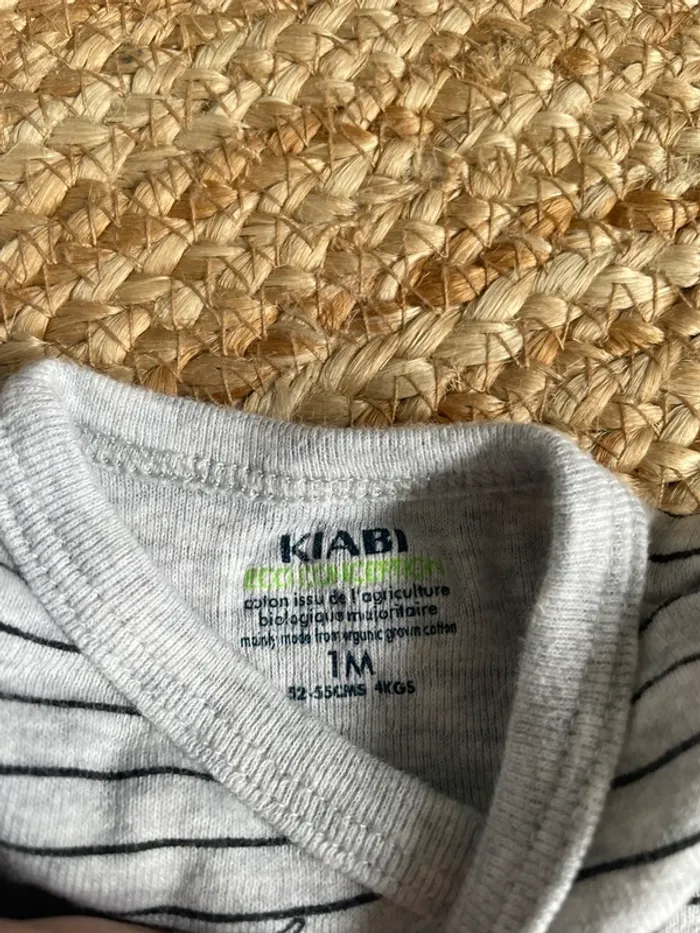 KIABI
ECO CONCEPTION
coton issu de l'agriculture
biologique majoritaire
mainly made from organic grown cotton
1M
52-55CMS 4KGS